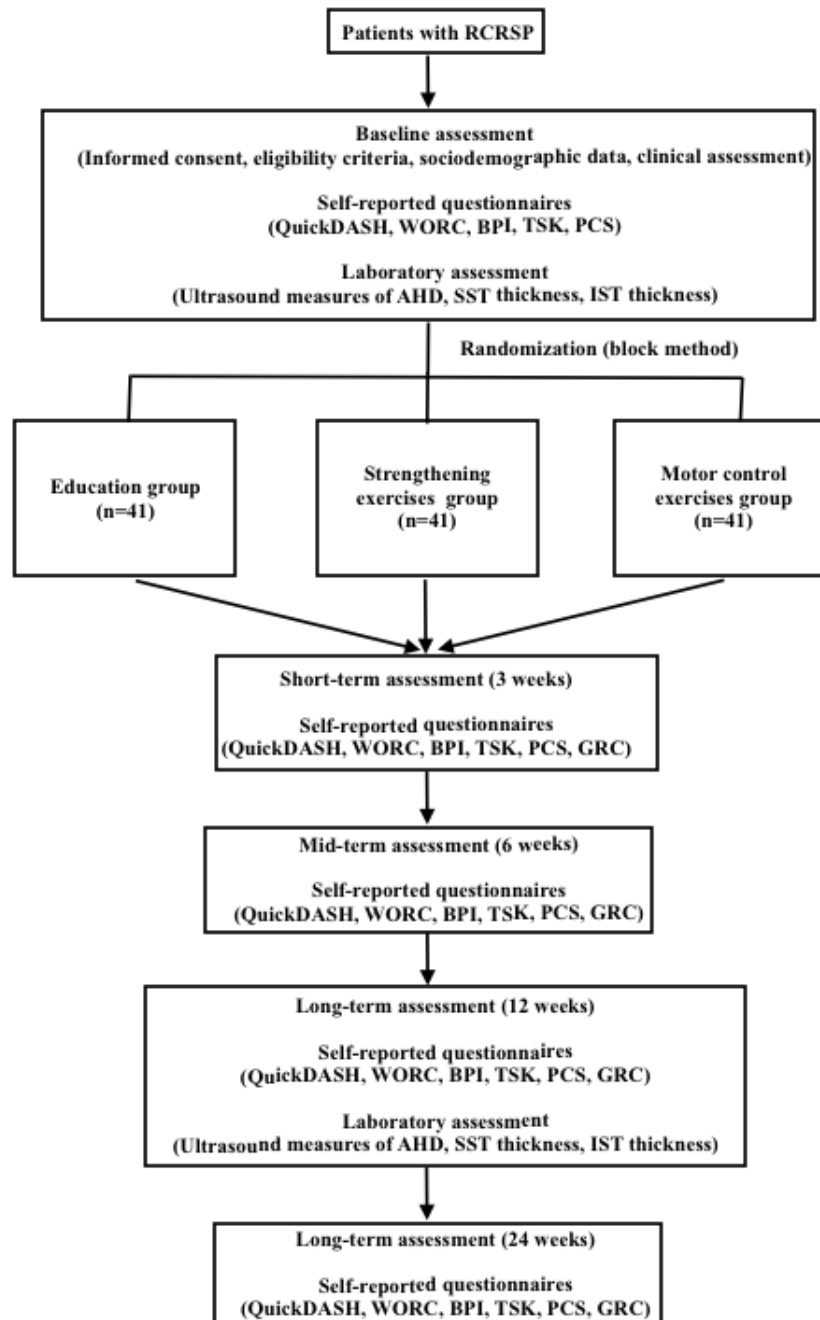 Patients with RCRSP
Baseline assessment
(Informed consent, eligibility criteria, sociodemographic data, clinical assessment)
Self-reported questionnaires
(QuickDASH, WORC, BPI, TSK, PCS)
Laboratory assessment
(Ultrasound measures of AHD, SST thickness, IST thickness)
Randomization (block method)
Education group
(n=41)
Strengthening
exercises group
(n=41)
Motor control
exercises group
(n=41)
Short-term assessment (3 weeks)
Self-reported questionnaires
(QuickDASH, WORC, BPI, TSK, PCS, GRC)
Mid-term assessment (6 weeks)
Self-reported questionnaires
(QuickDASH, WORC, BPI, TSK, PCS, GRC)
Long-term assessment (12 weeks)
Self-reported questionnaires
(QuickDASH, WORC, BPI, TSK, PCS, GRC)
Laboratory assessment
(Ultrasound measures of AHD, SST thickness, IST thickness)
Long-term assessment (24 weeks)
Self-reported questionnaires
(QuickDASH, WORC, BPI, TSK, PCS, GRC)